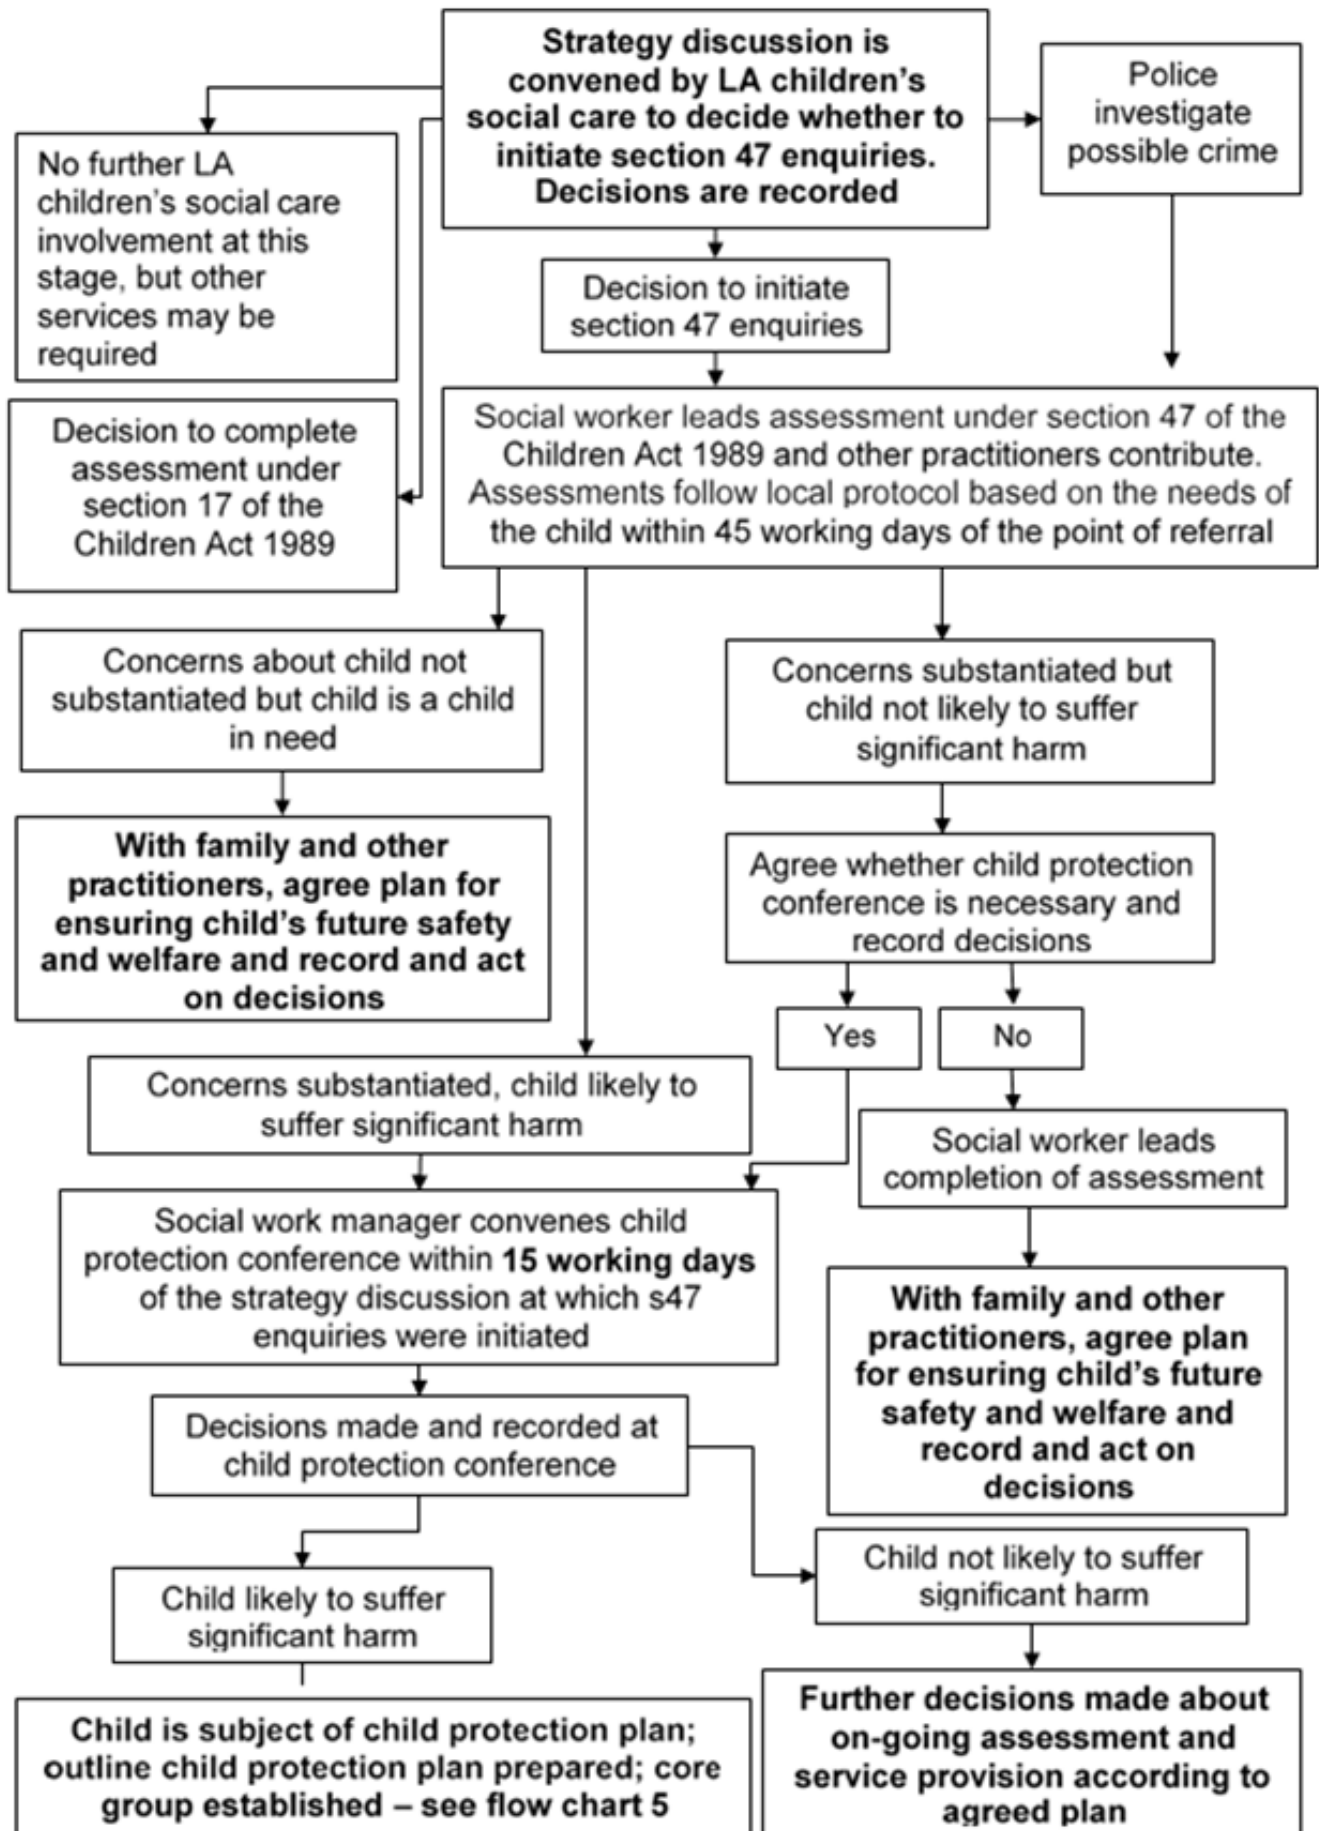 Strategy discussion is
convened by LA children's
social care to decide whether to
initiate section 47 enquiries.
Decisions are recorded
Police
investigate
possible crime
No further LA
children's social care
involvement at this
stage, but other
services may be
required
Decision to initiate
section 47 enquiries
Decision to complete
assessment under
section 17 of the
Children Act 1989
Social worker leads assessment under section 47 of the
Children Act 1989 and other practitioners contribute.
Assessments follow local protocol based on the needs of
the child within 45 working days of the point of referral
Concerns about child not
substantiated but child is a child
in need
Concerns substantiated but
child not likely to suffer
significant harm
With family and other
practitioners, agree plan for
ensuring child's future safety
and welfare and record and act
on decisions
Agree whether child protection
conference is necessary and
record decisions
Yes
No
Concerns substantiated, child likely to
suffer significant harm
Social worker leads
completion of assessment
Social work manager convenes child
protection conference within 15 working days
of the strategy discussion at which s47
enquiries were initiated
With family and other
practitioners, agree plan
for ensuring child's future
safety and welfare and
record and act on
decisions
Decisions made and recorded at
child protection conference
Child likely to suffer
significant harm
Child not likely to suffer
significant harm
Child is subject of child protection plan;
outline child protection plan prepared; core
group established – see flow chart 5
Further decisions made about
on-going assessment and
service provision according to
agreed plan